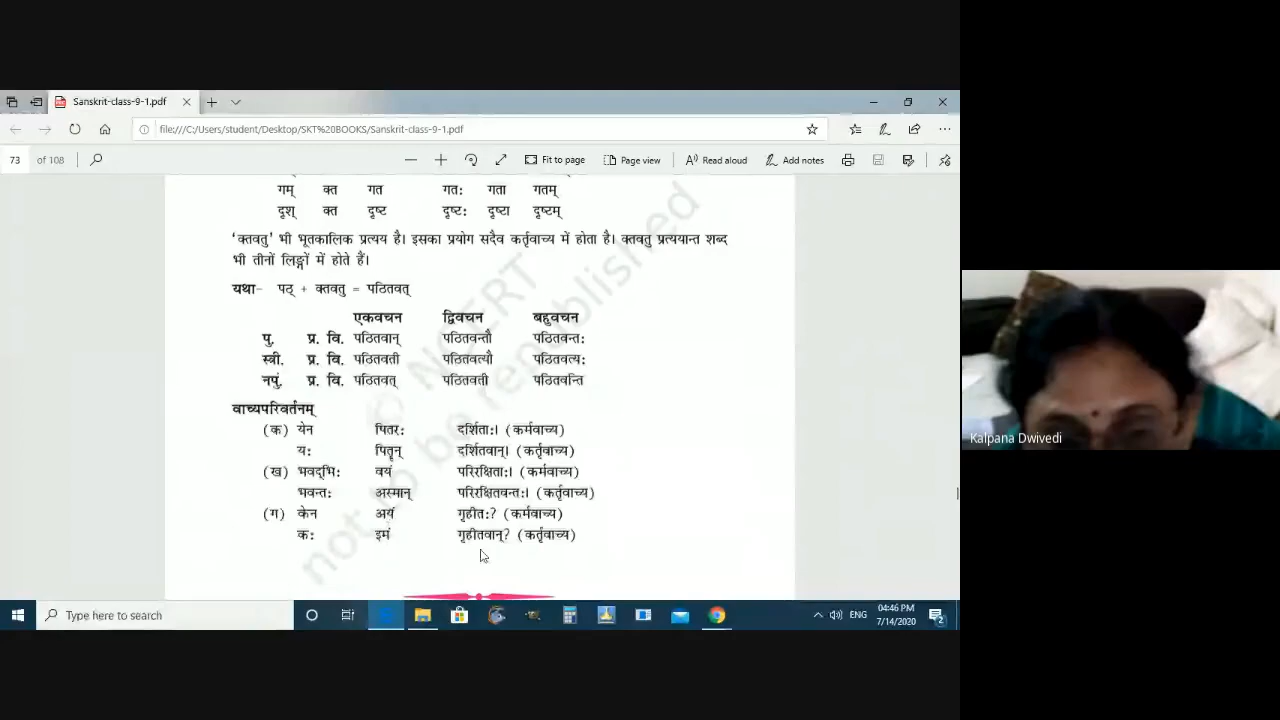 Sanskrit-class-9-1.pdf
file:///C:/Users/student/Desktop/SKT%20BOOKS/Sanskrit-class-9-1.pdf
73 of 108 Fit to page Page view Read aloud Add notes
गम् क्त गत गत: गता गतम्
दृश् क्त दृष्ट दृष्ट: दृष्टा दृष्टम्
‘क्तवतु’ भी भूतकालिक प्रत्यय है। इसका प्रयोग सदैव कर्तृवाच्य में होता है। क्तवतु प्रत्ययान्त शब्द
भी तीनों लिङ्गों में होते हैं।
यथा- पठ् + क्तवतु = पठितवत्
एकवचन द्विवचन बहुवचन
पु. प्र. वि. पठितवान् पठितवन्तौ पठितवन्त:
स्त्री. प्र. वि. पठितवती पठितवत्यौ पठितवत्य:
नपुं. प्र. वि. पठितवत् पठितवती पठितवन्ति
वाच्यपरिवर्तनम्
(क) येन पितर: दर्शिता:। (कर्मवाच्य)
य: पितॄन् दर्शितवान्। (कर्तृवाच्य)
(ख) भवद्भि: वयं परिरक्षिता:। (कर्मवाच्य)
भवन्त: अस्मान् परिरक्षितवन्त:। (कर्तृवाच्य)
(ग) केन अयं गृहीत:? (कर्मवाच्य)
क: इमं गृहीतवान्? (कर्तृवाच्य)
© NCERT
not to be republished
Kalpana Dwivedi
Type here to search
ENG
04:46 PM
7/14/2020
2